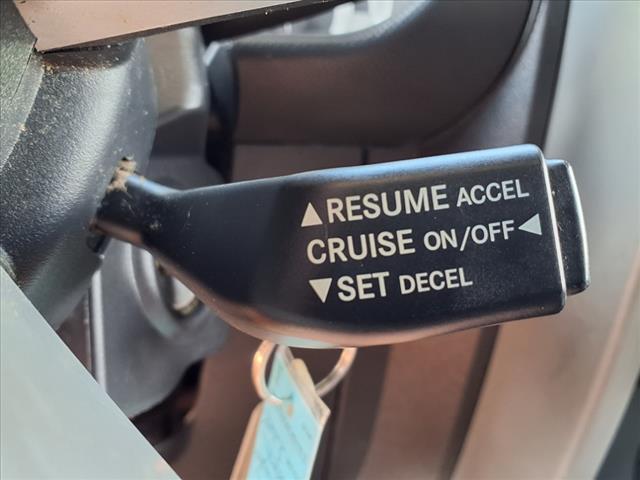 ▲RESUME ACCEL
CRUISE ON/OFF◀
▼SET DECEL